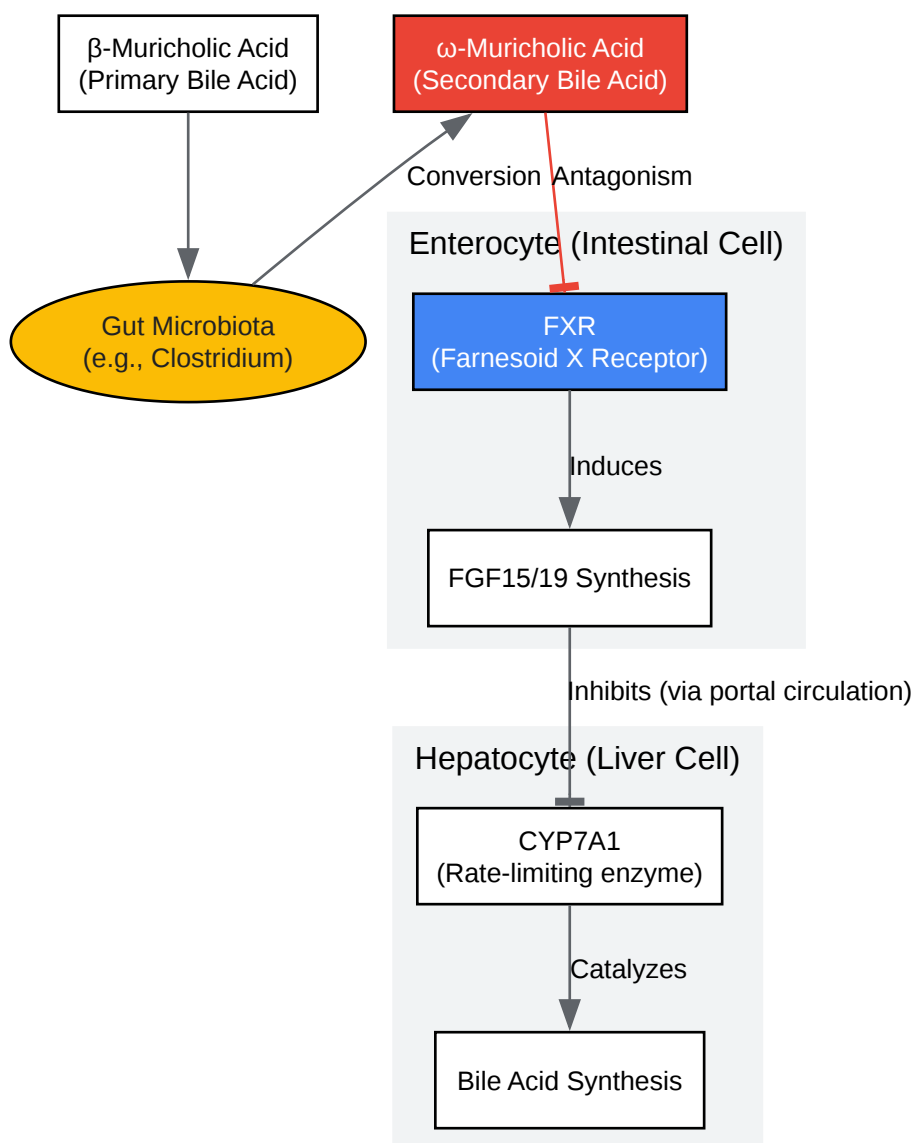 β-Muricholic Acid
(Primary Bile Acid)
ω-Muricholic Acid
(Secondary Bile Acid)
Conversion
Antagonism
Enterocyte (Intestinal Cell)
Gut Microbiota
(e.g., Clostridium)
FXR
(Farnesoid X Receptor)
Induces
FGF15/19 Synthesis
Inhibits (via portal circulation)
Hepatocyte (Liver Cell)
CYP7A1
(Rate-limiting enzyme)
Catalyzes
Bile Acid Synthesis